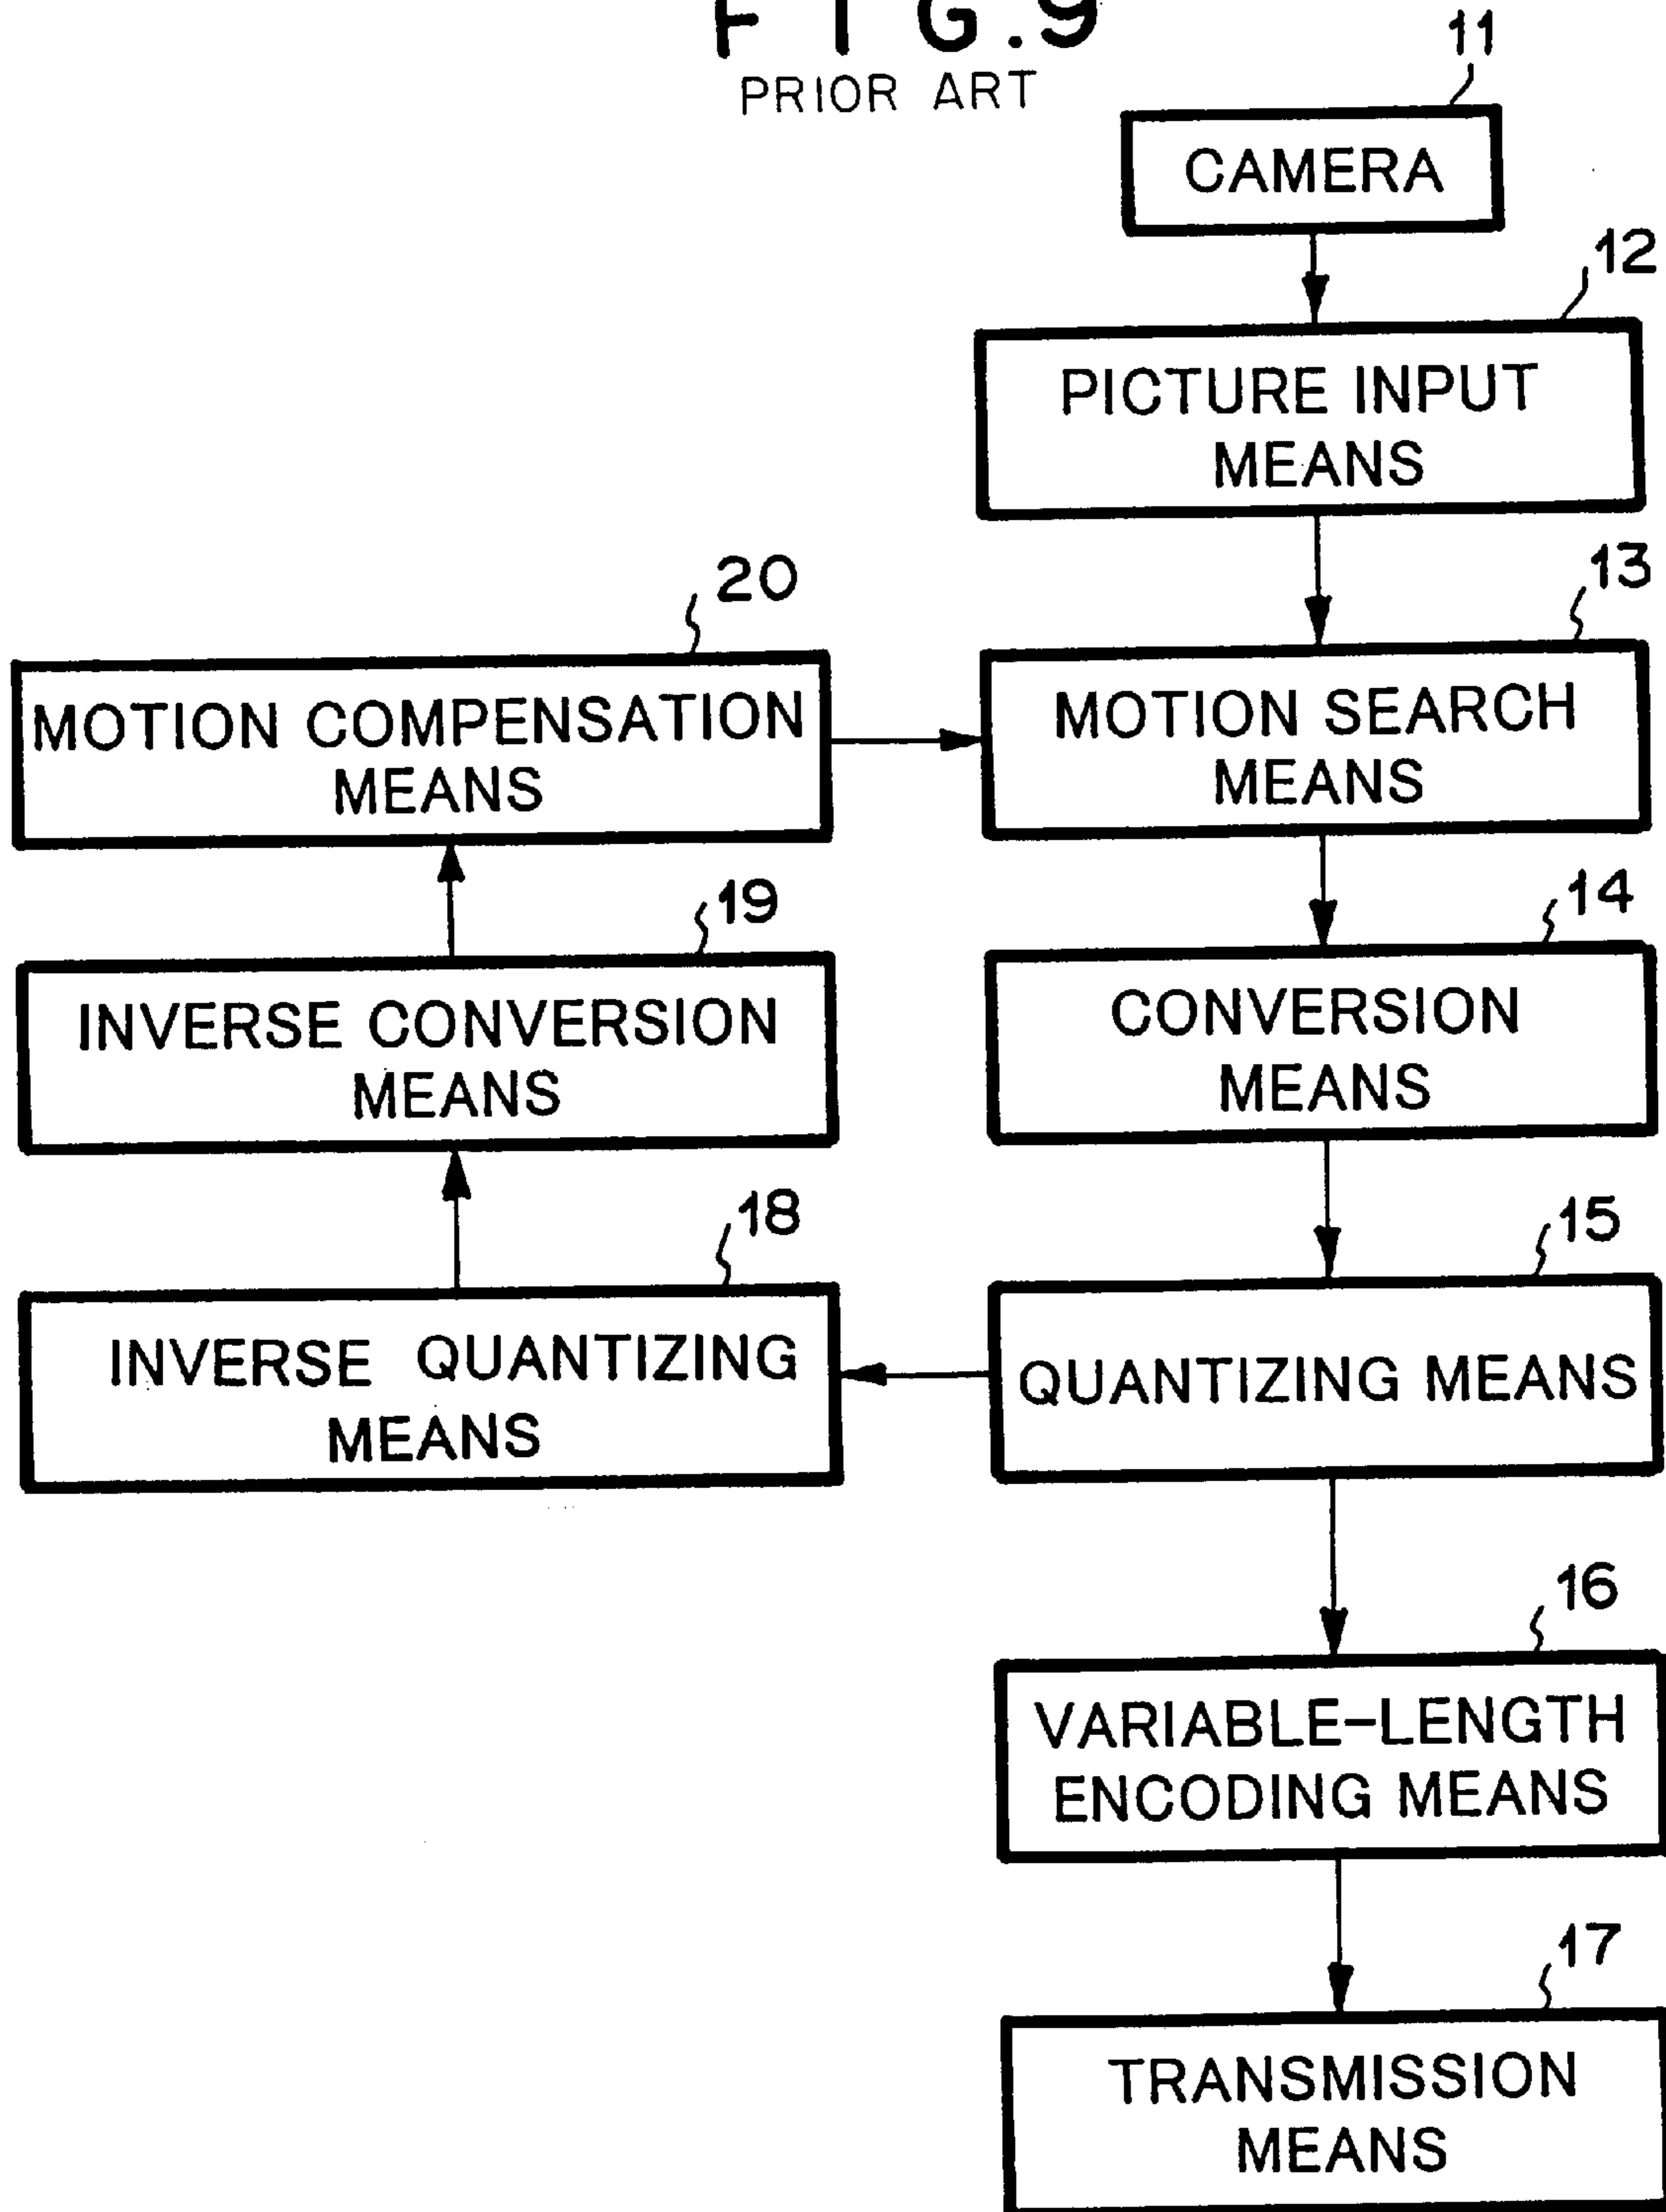 FIG.9
PRIOR ART
11
CAMERA
12
PICTURE INPUT
MEANS
13
MOTION SEARCH
MEANS
20
MOTION COMPENSATION
MEANS
14
CONVERSION
MEANS
19
INVERSE CONVERSION
MEANS
15
QUANTIZING MEANS
18
INVERSE QUANTIZING
MEANS
16
VARIABLE-LENGTH
ENCODING MEANS
17
TRANSMISSION
MEANS